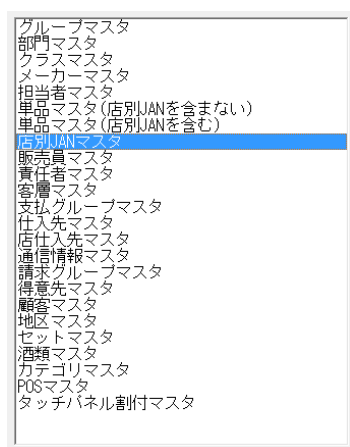 グループマスタ
部門マスタ
クラスマスタ
メーカーマスタ
担当者マスタ
単品マスタ(店別JANを含まない)
単品マスタ(店別JANを含む)
店別JANマスタ
販売員マスタ
責任者マスタ
客層マスタ
支払グループマスタ
仕入先マスタ
店仕入先マスタ
通信情報マスタ
請求グループマスタ
得意先マスタ
顧客マスタ
地区マスタ
セットマスタ
酒類マスタ
カテゴリマスタ
POSマスタ
タッチパネル割付マスタ